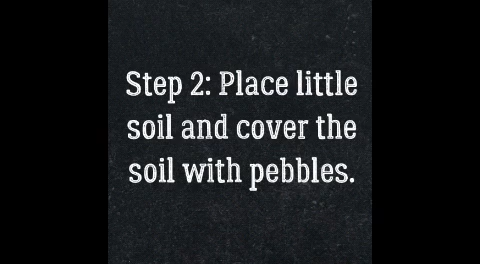 Step 2: Place little
soil and cover the
soil with pebbles.